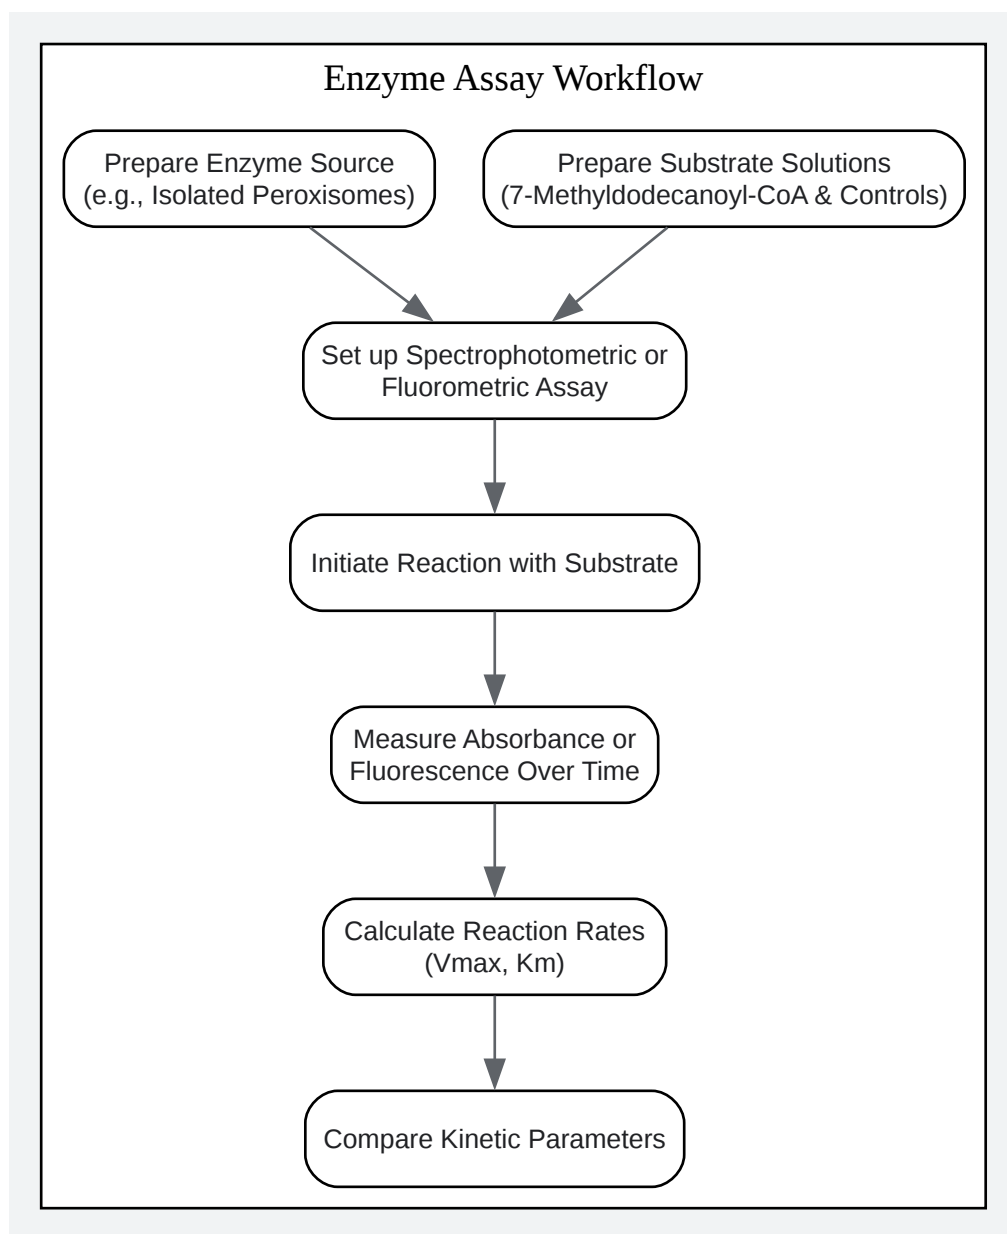 Enzyme Assay Workflow
Prepare Enzyme Source
(e.g., Isolated Peroxisomes)
Prepare Substrate Solutions
(7-Methyldodecanoyl-CoA & Controls)
Set up Spectrophotometric or
Fluorometric Assay
Initiate Reaction with Substrate
Measure Absorbance or
Fluorescence Over Time
Calculate Reaction Rates
(Vmax, Km)
Compare Kinetic Parameters